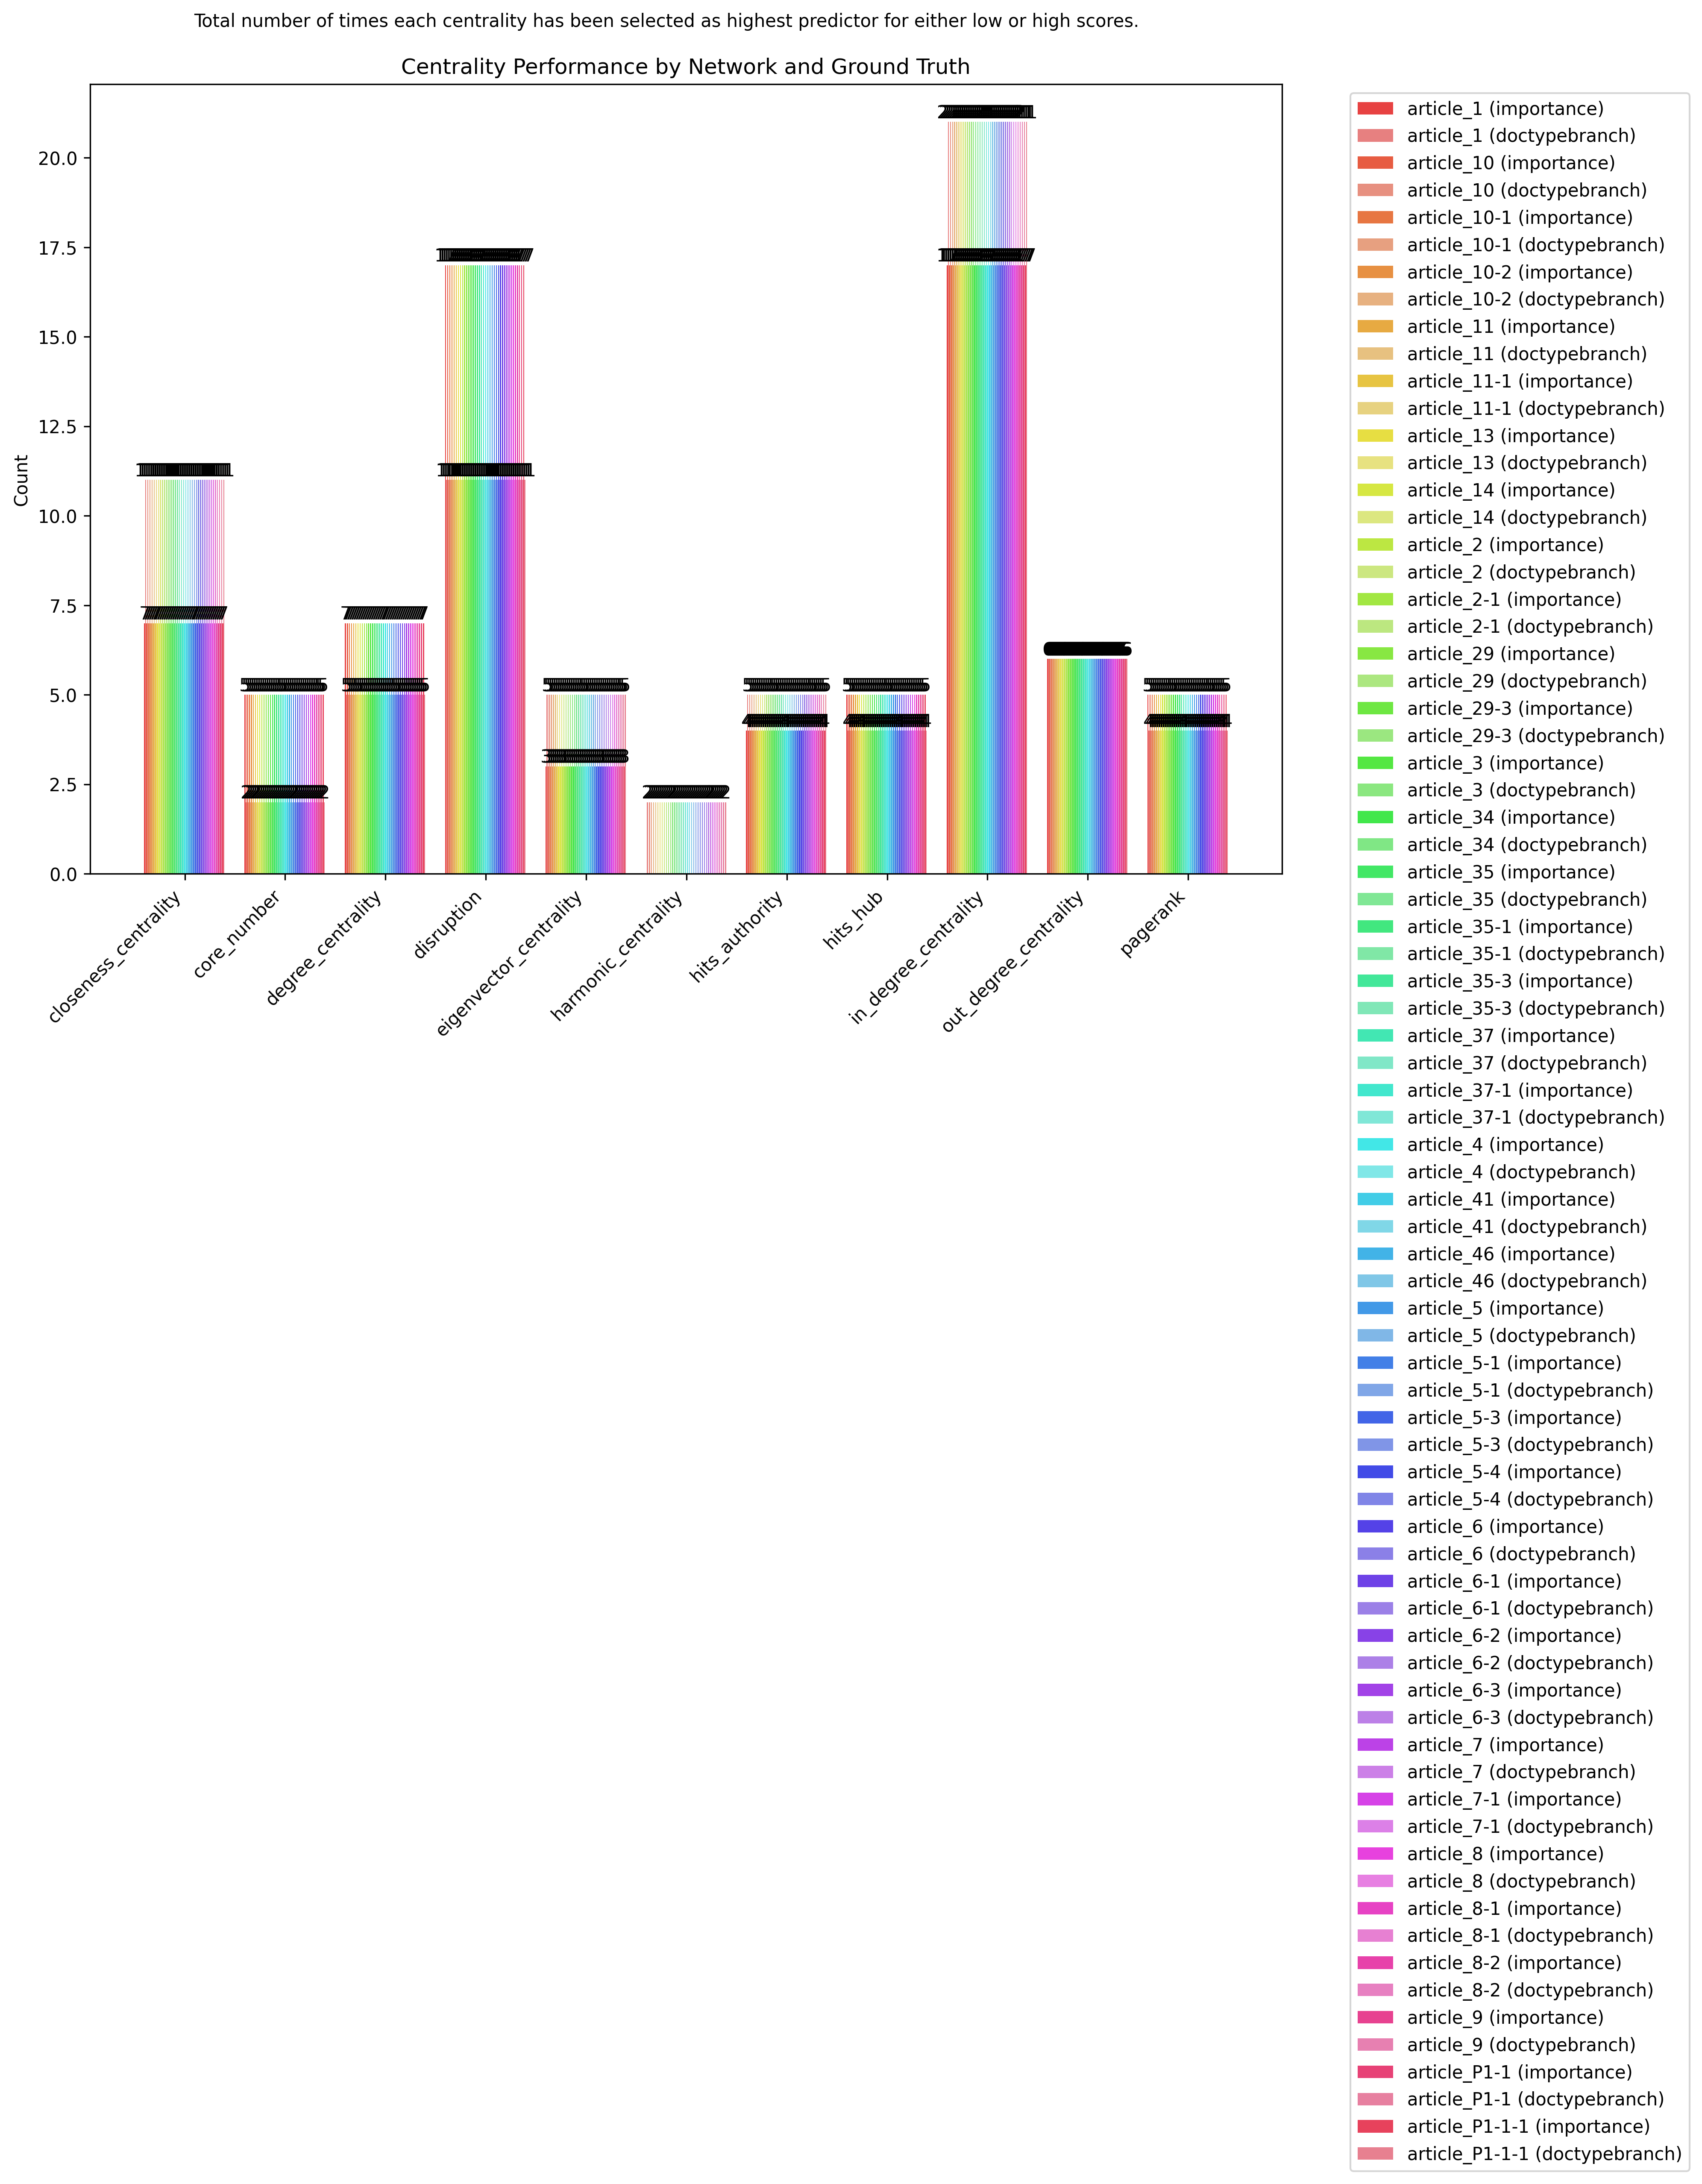 Total number of times each centrality has been selected as highest predictor for either low or high scores.
Centrality Performance by Network and Ground Truth
Count
20.0
17.5
15.0
12.5
10.0
7.5
5.0
2.5
0.0
closeness_centrality
core_number
degree_centrality
disruption
eigenvector_centrality
harmonic_centrality
hits_authority
hits_hub
in_degree_centrality
out_degree_centrality
pagerank
article_1 (importance)
article_1 (doctypebranch)
article_10 (importance)
article_10 (doctypebranch)
article_10-1 (importance)
article_10-1 (doctypebranch)
article_10-2 (importance)
article_10-2 (doctypebranch)
article_11 (importance)
article_11 (doctypebranch)
article_11-1 (importance)
article_11-1 (doctypebranch)
article_13 (importance)
article_13 (doctypebranch)
article_14 (importance)
article_14 (doctypebranch)
article_2 (importance)
article_2 (doctypebranch)
article_2-1 (importance)
article_2-1 (doctypebranch)
article_29 (importance)
article_29 (doctypebranch)
article_29-3 (importance)
article_29-3 (doctypebranch)
article_3 (importance)
article_3 (doctypebranch)
article_34 (importance)
article_34 (doctypebranch)
article_35 (importance)
article_35 (doctypebranch)
article_35-1 (importance)
article_35-1 (doctypebranch)
article_35-3 (importance)
article_35-3 (doctypebranch)
article_37 (importance)
article_37 (doctypebranch)
article_37-1 (importance)
article_37-1 (doctypebranch)
article_4 (importance)
article_4 (doctypebranch)
article_41 (importance)
article_41 (doctypebranch)
article_46 (importance)
article_46 (doctypebranch)
article_5 (importance)
article_5 (doctypebranch)
article_5-1 (importance)
article_5-1 (doctypebranch)
article_5-3 (importance)
article_5-3 (doctypebranch)
article_5-4 (importance)
article_5-4 (doctypebranch)
article_6 (importance)
article_6 (doctypebranch)
article_6-1 (importance)
article_6-1 (doctypebranch)
article_6-2 (importance)
article_6-2 (doctypebranch)
article_6-3 (importance)
article_6-3 (doctypebranch)
article_7 (importance)
article_7 (doctypebranch)
article_7-1 (importance)
article_7-1 (doctypebranch)
article_8 (importance)
article_8 (doctypebranch)
article_8-1 (importance)
article_8-1 (doctypebranch)
article_8-2 (importance)
article_8-2 (doctypebranch)
article_9 (importance)
article_9 (doctypebranch)
article_P1-1 (importance)
article_P1-1 (doctypebranch)
article_P1-1-1 (importance)
article_P1-1-1 (doctypebranch)